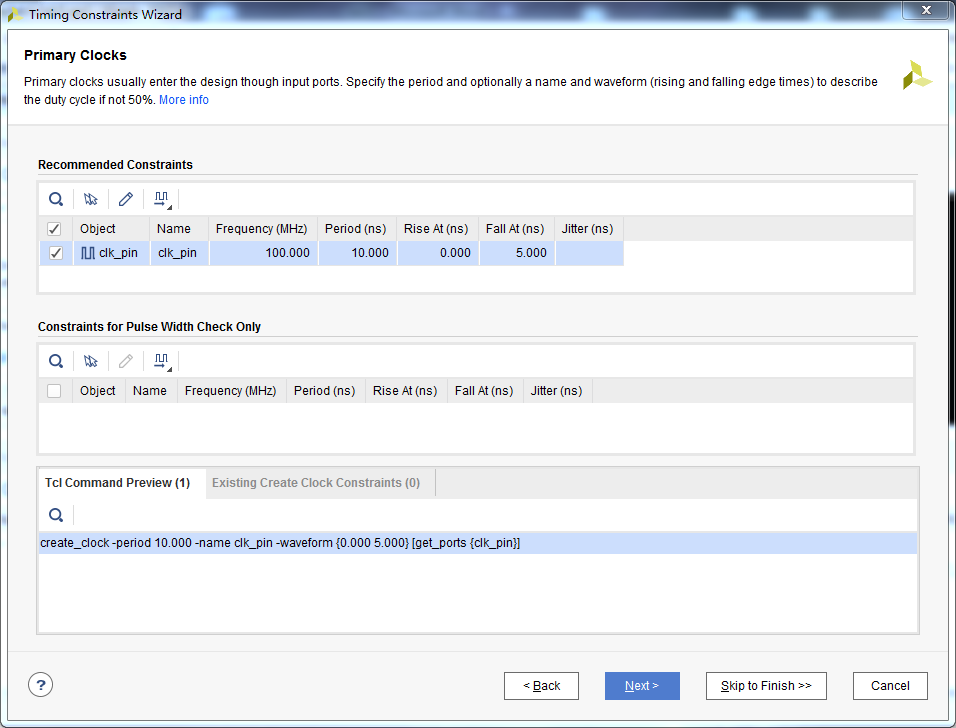 Timing Constraints Wizard
x
Primary Clocks
Primary clocks usually enter the design though input ports. Specify the period and optionally a name and waveform (rising and falling edge times) to describe
the duty cycle if not 50%. More info
Recommended Constraints
Object Name Frequency (MHz) Period (ns) Rise At (ns) Fall At (ns) Jitter (ns)
clk_pin clk_pin 100.000 10.000 0.000 5.000
Constraints for Pulse Width Check Only
Object Name Frequency (MHz) Period (ns) Rise At (ns) Fall At (ns) Jitter (ns)
Tcl Command Preview (1) Existing Create Clock Constraints (0)
create_clock -period 10.000 -name clk_pin -waveform {0.000 5.000} [get_ports {clk_pin}]
? < Back Next > Skip to Finish >> Cancel